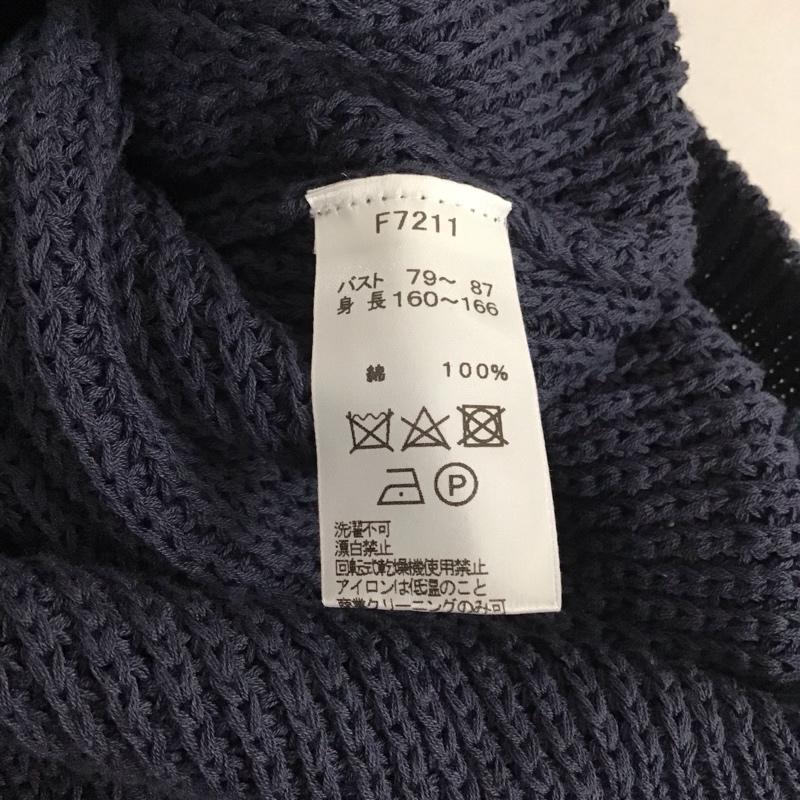 F7211
バスト 79〜 87
身 長 160〜166
綿 100%
P
洗濯不可
漂白禁止
回転式乾燥機使用禁止
アイロンは低温のこと
商業クリーニングのみ可